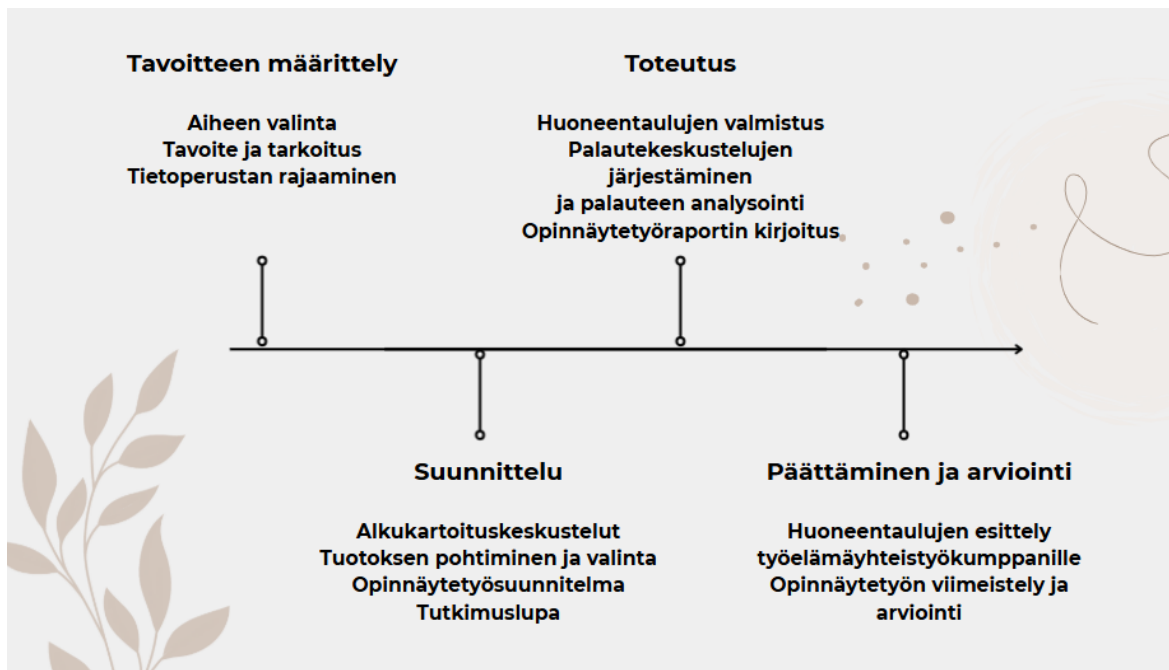 Tavoitteen määrittely
Aiheen valinta
Tavoite ja tarkoitus
Tietoperustan rajaaminen
Suunnittelu
Alkukartoituskeskustelut
Tuotoksen pohtiminen ja valinta
Opinnäytetyösuunnitelma
Tutkimuslupa
Toteutus
Huoneentaulujen valmistus
Palautekeskustelujen
järjestäminen
ja palauteen analysointi
Opinnäytetyöraportin kirjoitus
Päättäminen ja arviointi
Huoneentaulujen esittely
työelämäyhteistyökumppanille
Opinnäytetyön viimeistely ja
arviointi